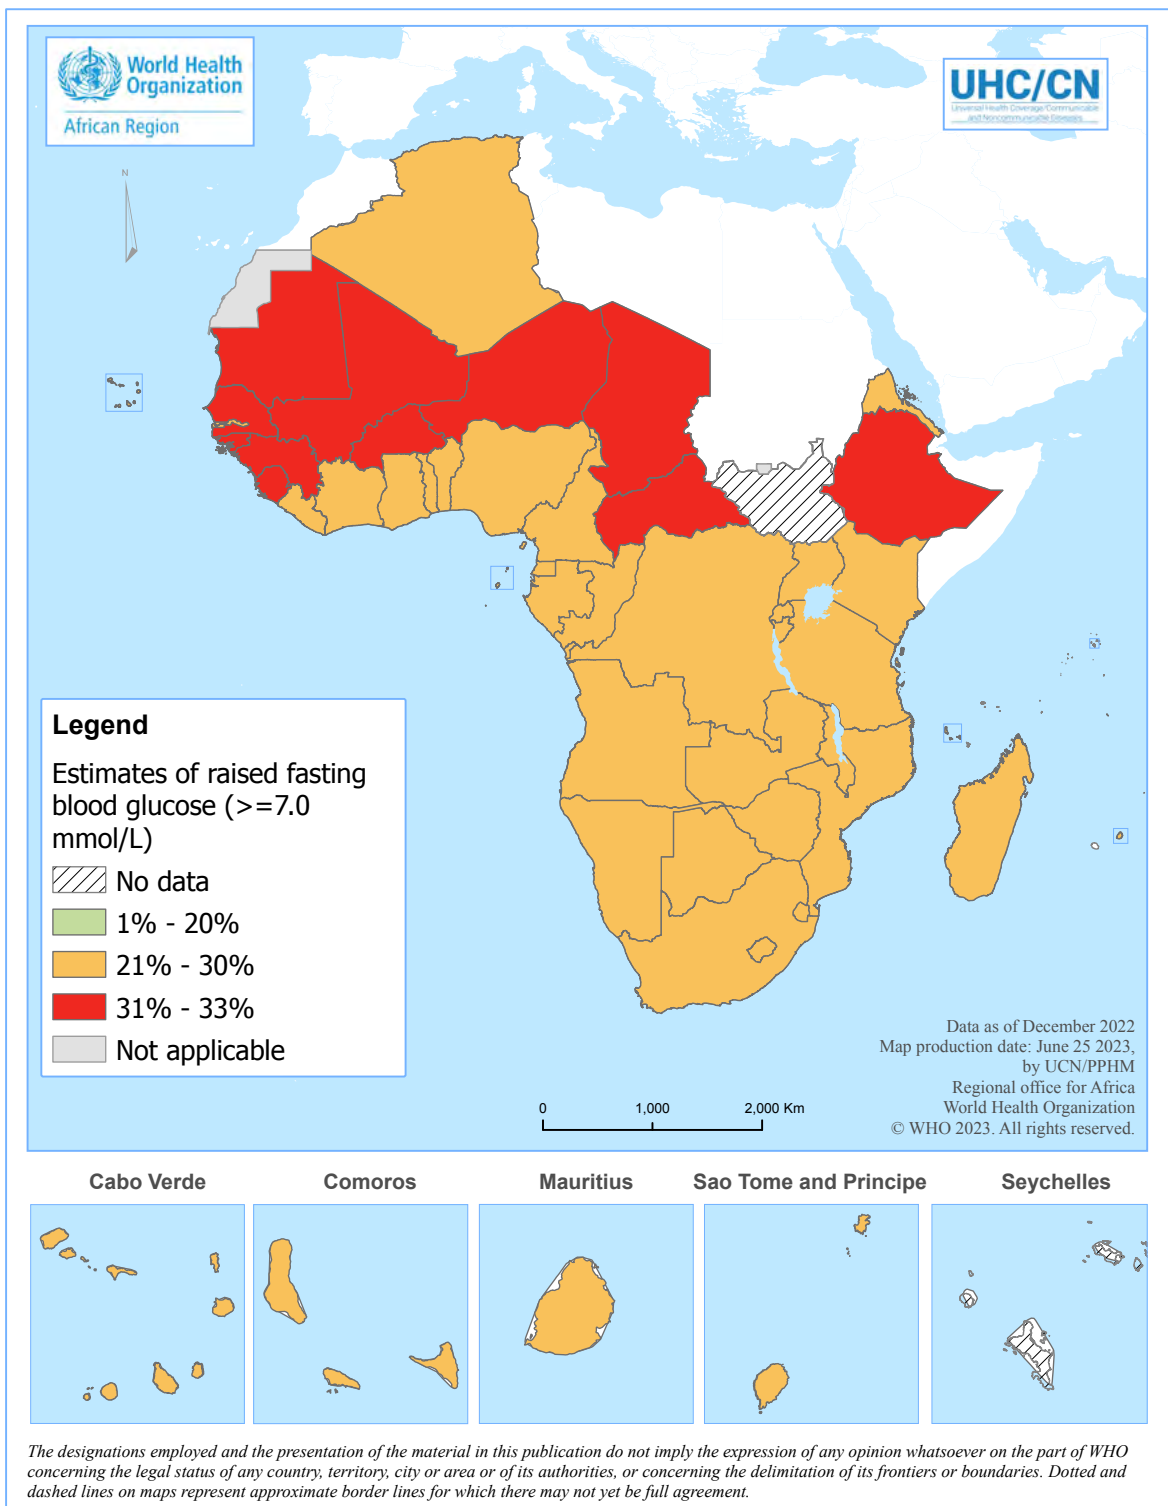 World Health
Organization
African Region
UHC/CN
Universal Health Coverage/Communicable
and Noncommunicable Diseases
N
Legend
Estimates of raised fasting
blood glucose (>=7.0
mmol/L)
No data
1% - 20%
21% - 30%
31% - 33%
Not applicable
Data as of December 2022
Map production date: June 25 2023,
by UCN/PPHM
Regional office for Africa
World Health Organization
© WHO 2023. All rights reserved.
0 1,000 2,000 Km
Cabo Verde
Comoros
Mauritius
Sao Tome and Principe
Seychelles
The designations employed and the presentation of the material in this publication do not imply the expression of any opinion whatsoever on the part of WHO
concerning the legal status of any country, territory, city or area or of its authorities, or concerning the delimitation of its frontiers or boundaries. Dotted and
dashed lines on maps represent approximate border lines for which there may not yet be full agreement.